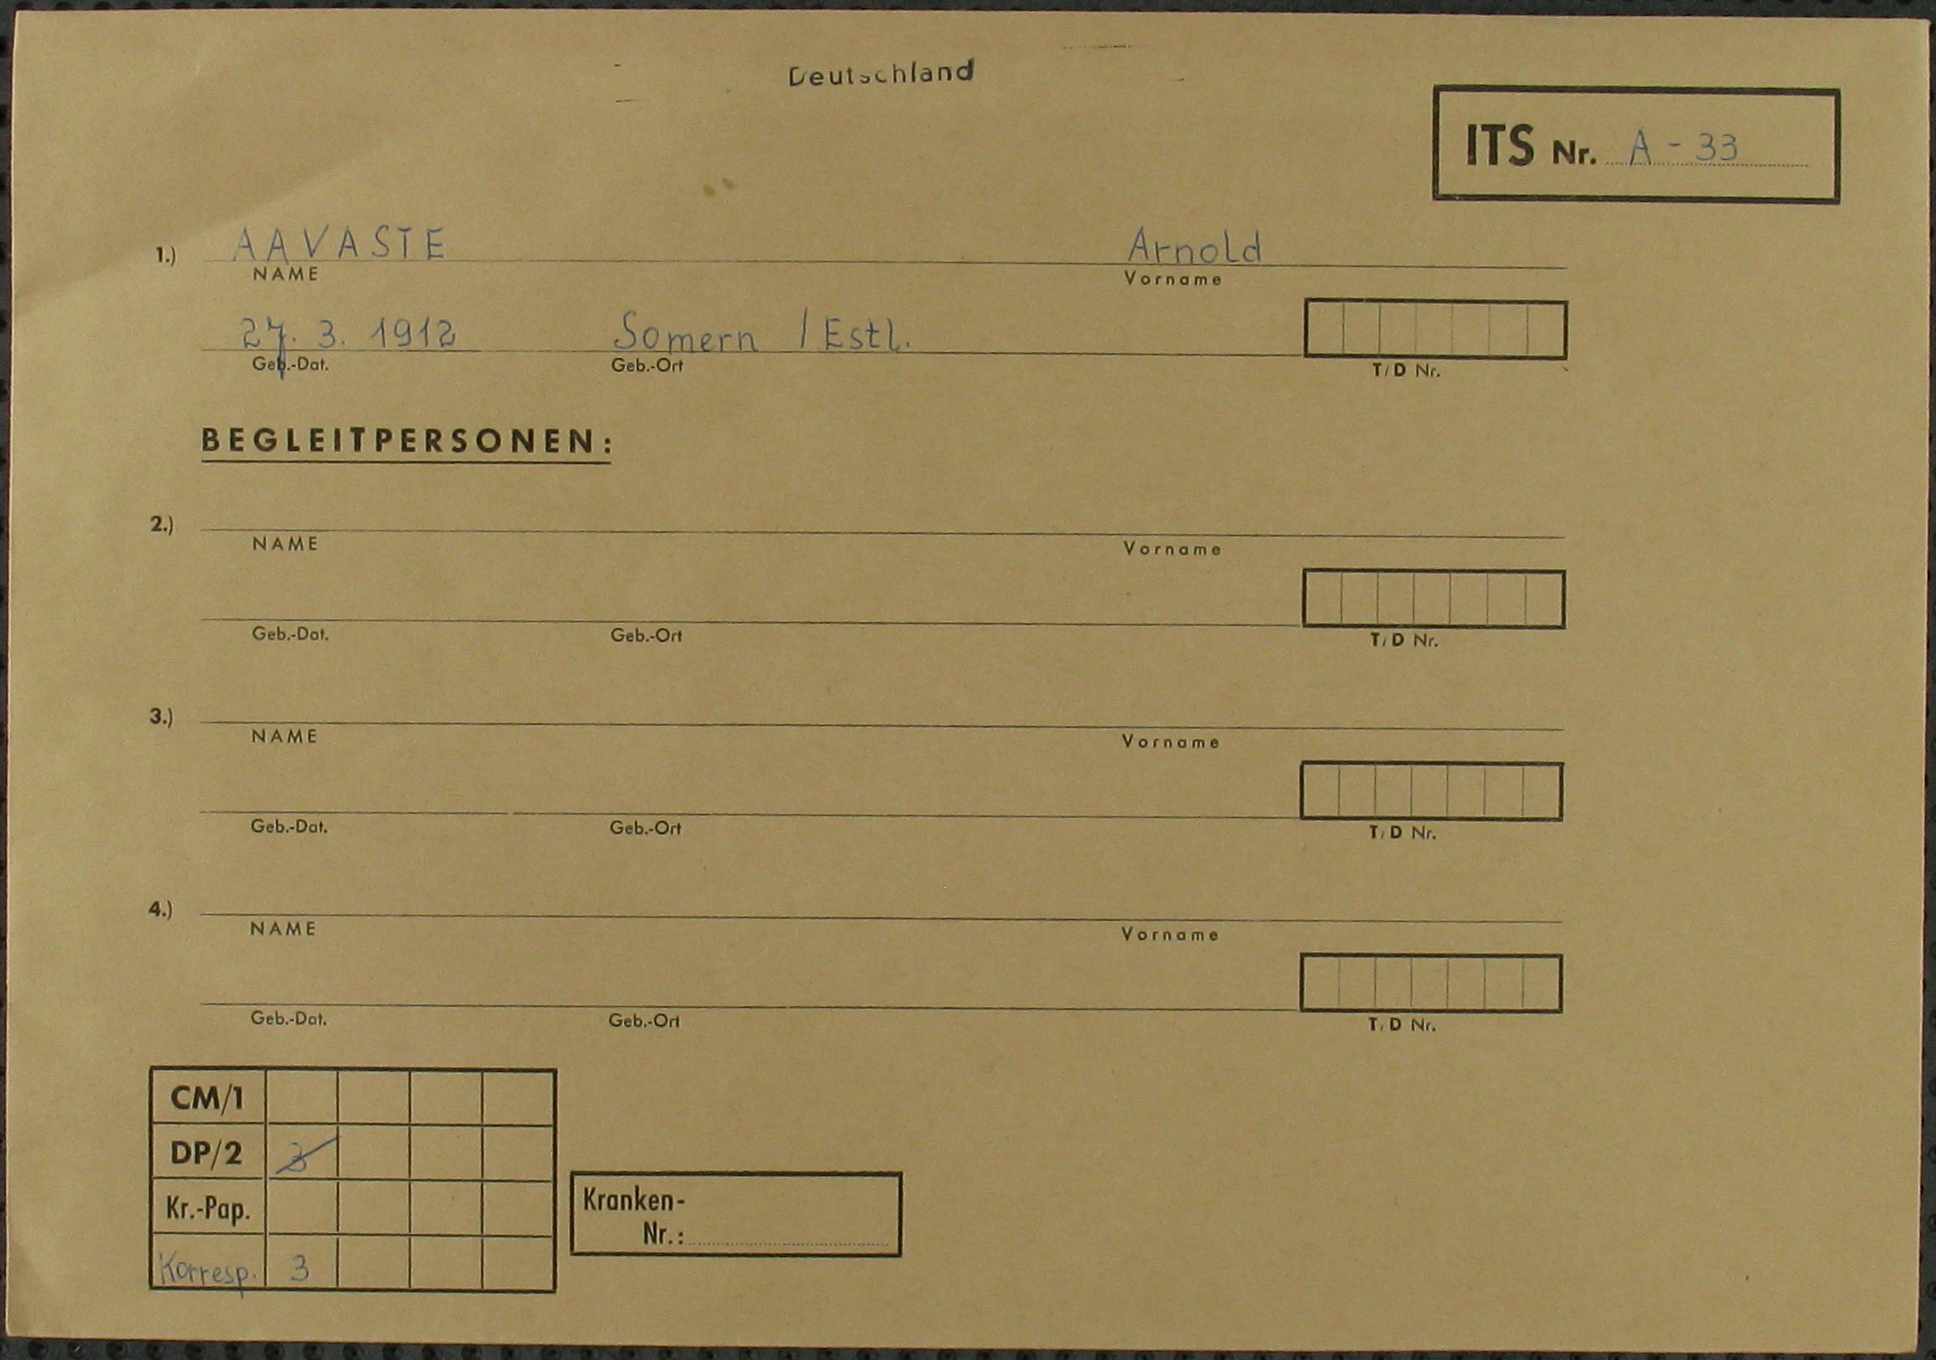 Deutschland
ITS Nr. A - 33
1.) AAVASTE Arnold
NAME Vorname
27. 3. 1912 Somern / Estl.
Geb.-Dat. Geb.-Ort T/D Nr.
BEGLEITPERSONEN:
2.)
NAME Vorname
Geb.-Dat. Geb.-Ort T/D Nr.
3.)
NAME Vorname
Geb.-Dat. Geb.-Ort T/D Nr.
4.)
NAME Vorname
Geb.-Dat. Geb.-Ort T/D Nr.
CM/1
DP/2 3
Kr.-Pap.
Korresp. 3
Kranken-
Nr.: